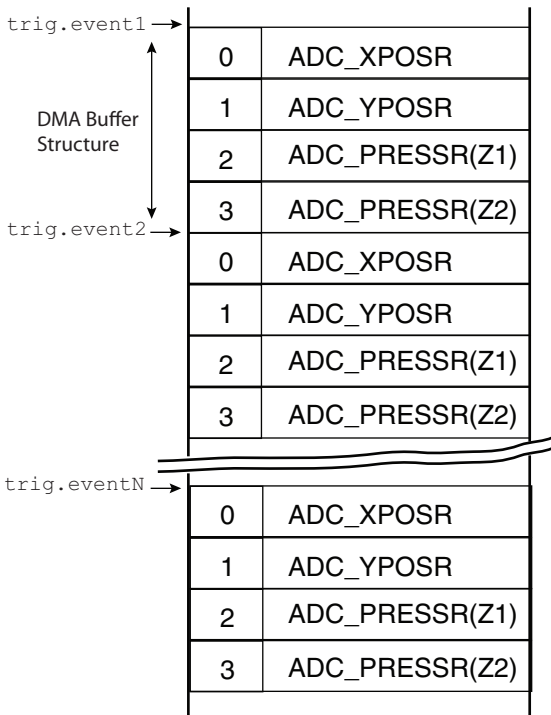 trig.event1
0 ADC_XPOSR
1 ADC_YPOSR
DMA Buffer
Structure
2 ADC_PRESSR(Z1)
3 ADC_PRESSR(Z2)
trig.event2
0 ADC_XPOSR
1 ADC_YPOSR
2 ADC_PRESSR(Z1)
3 ADC_PRESSR(Z2)
trig.eventN
0 ADC_XPOSR
1 ADC_YPOSR
2 ADC_PRESSR(Z1)
3 ADC_PRESSR(Z2)